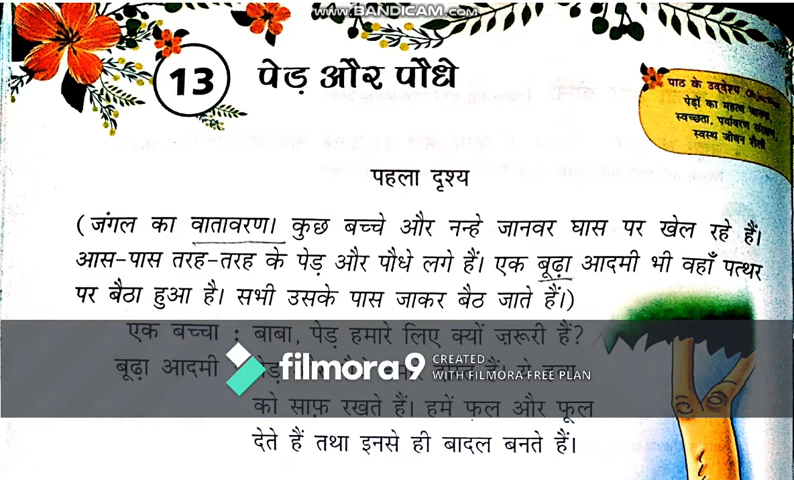 WWW.BANDICAM.COM
13 पेड़ और पौधे
पाठ के उद्देश्य
पेड़ों का महत्व
स्वच्छता, पर्यावरण
स्वस्थ जीवन शैली
पहला दृश्य
(जंगल का वातावरण। कुछ बच्चे और नन्हे जानवर घास पर खेल रहे हैं।
आस-पास तरह-तरह के पेड़ और पौधे लगे हैं। एक बूढ़ा आदमी भी वहाँ पत्थर
पर बैठा हुआ है। सभी उसके पास जाकर बैठ जाते हैं।)
एक बच्चा : बाबा, पेड़ हमारे लिए क्यों ज़रूरी हैं?
बूढ़ा आदमी
filmora9 CREATED
WITH FILMORA FREE PLAN
को साफ़ रखते हैं। हमें फल और फूल
देते हैं तथा इनसे ही बादल बनते हैं।